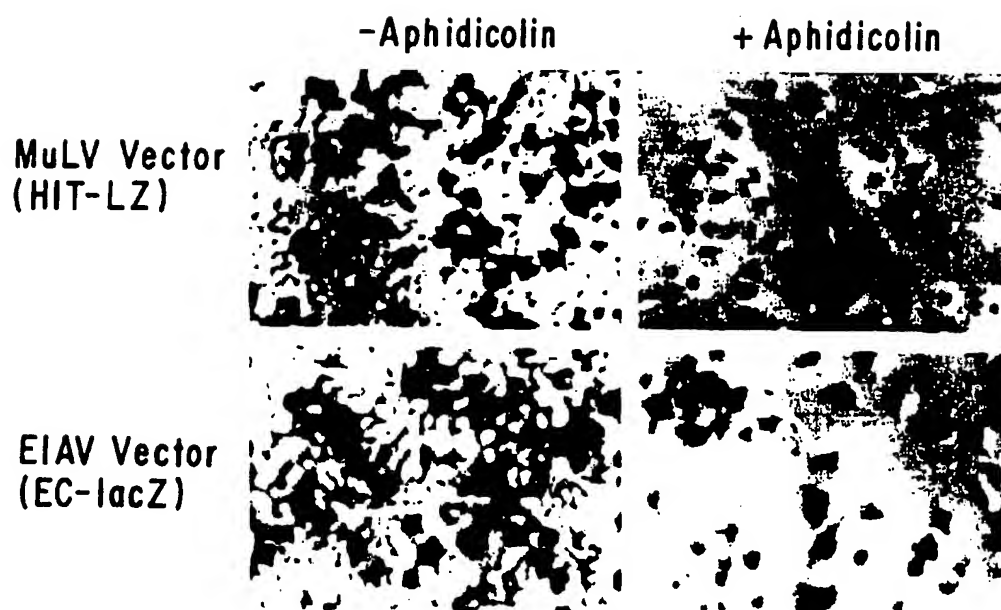 -Aphidicolin
+ Aphidicolin
MuLV Vector
(HIT-LZ)
EIAV Vector
(EC-lacZ)